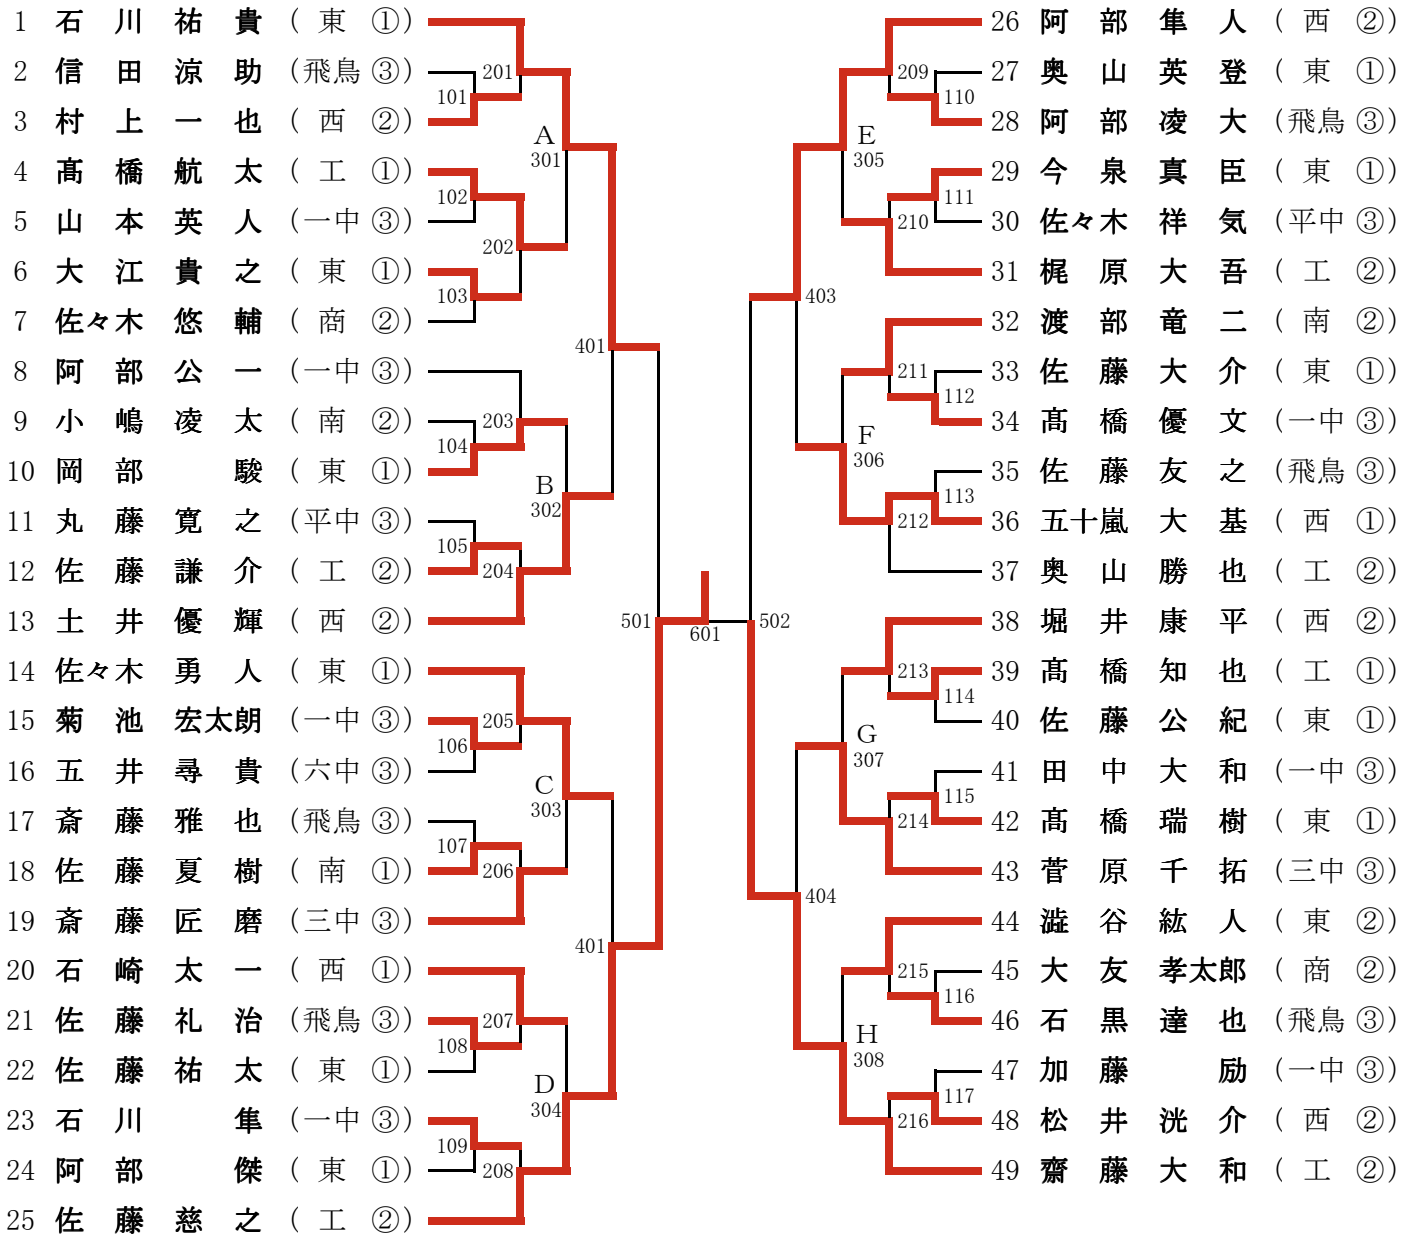 1 石川祐貴 (東 ①)
2 信田涼助 (飛鳥 ③)
3 村上一也 (西 ②)
4 髙橋航太 (工 ①)
5 山本英人 (一中 ③)
6 大江貴之 (東 ①)
7 佐々木悠輔 (商 ②)
8 阿部公一 (一中 ③)
9 小嶋凌太 (南 ②)
10 岡部駿 (東 ①)
11 丸藤寛之 (平中 ③)
12 佐藤謙介 (工 ②)
13 土井優輝 (西 ②)
14 佐々木勇人 (東 ①)
15 菊池宏太朗 (一中 ③)
16 五井尋貴 (六中 ③)
17 斎藤雅也 (飛鳥 ③)
18 佐藤夏樹 (南 ①)
19 斎藤匠磨 (三中 ③)
20 石崎太一 (西 ①)
21 佐藤礼治 (飛鳥 ③)
22 佐藤祐太 (東 ①)
23 石川隼 (一中 ③)
24 阿部傑 (東 ①)
25 佐藤慈之 (工 ②)
101
102
103
104
105
106
107
108
109
201
202
203
204
205
206
207
208
A
301
B
302
C
303
D
304
401
401
501
601
502
403
404
E
305
F
306
G
307
H
308
209
210
211
212
213
214
215
216
110
111
112
113
114
115
116
117
26 阿部隼人 (西 ②)
27 奥山英登 (東 ①)
28 阿部凌大 (飛鳥 ③)
29 今泉真臣 (東 ①)
30 佐々木祥気 (平中 ③)
31 梶原大吾 (工 ②)
32 渡部竜二 (南 ②)
33 佐藤大介 (東 ①)
34 髙橋優文 (一中 ③)
35 佐藤友之 (飛鳥 ③)
36 五十嵐大基 (西 ①)
37 奥山勝也 (工 ②)
38 堀井康平 (西 ②)
39 髙橋知也 (工 ①)
40 佐藤公紀 (東 ①)
41 田中大和 (一中 ③)
42 髙橋瑞樹 (東 ①)
43 菅原千拓 (三中 ③)
44 澁谷紘人 (東 ②)
45 大友孝太郎 (商 ②)
46 石黒達也 (飛鳥 ③)
47 加藤励 (一中 ③)
48 松井洸介 (西 ②)
49 齋藤大和 (工 ②)